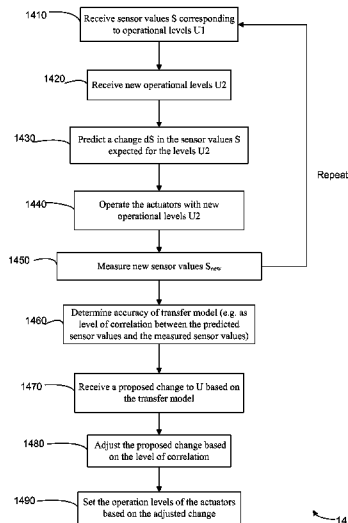 1410
Receive sensor values S corresponding
to operational levels U1
1420
Receive new operational levels U2
1430
Predict a change dS in the sensor values S
expected for the levels U2
Repeat
1440
Operate the actuators with new
operational levels U2
1450
Measure new sensor values Snew
1460
Determine accuracy of transfer model (e.g. as
level of correlation between the predicted
sensor values and the measured sensor values)
1470
Receive a proposed change to U based on
the transfer model
1480
Adjust the proposed change based
on the level of correlation
1490
Set the operation levels of the actuators
based on the adjusted change